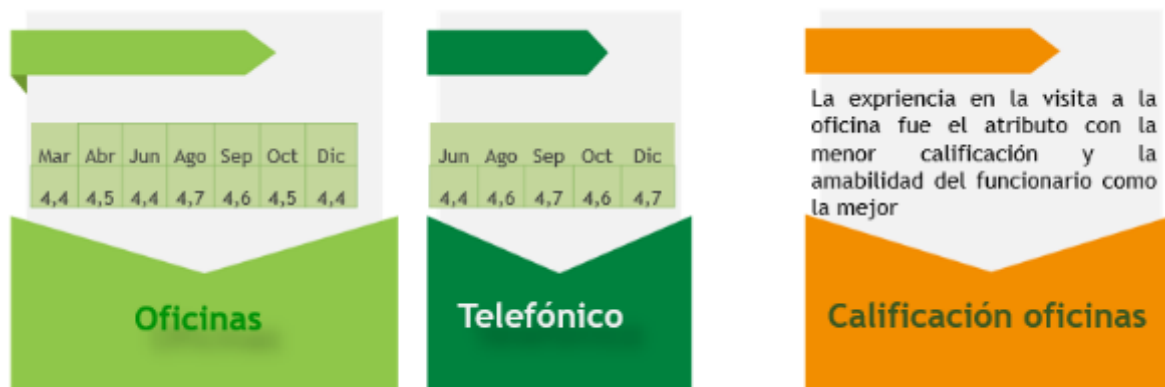 Mar Abr Jun Ago Sep Oct Dic
4,4 4,5 4,4 4,7 4,6 4,5 4,4
Oficinas
Jun Ago Sep Oct Dic
4,4 4,6 4,7 4,6 4,7
Telefónico
La expriencia en la visita a la
oficina fue el atributo con la
menor calificación y la
amabilidad del funcionario como
la mejor
Calificación oficinas